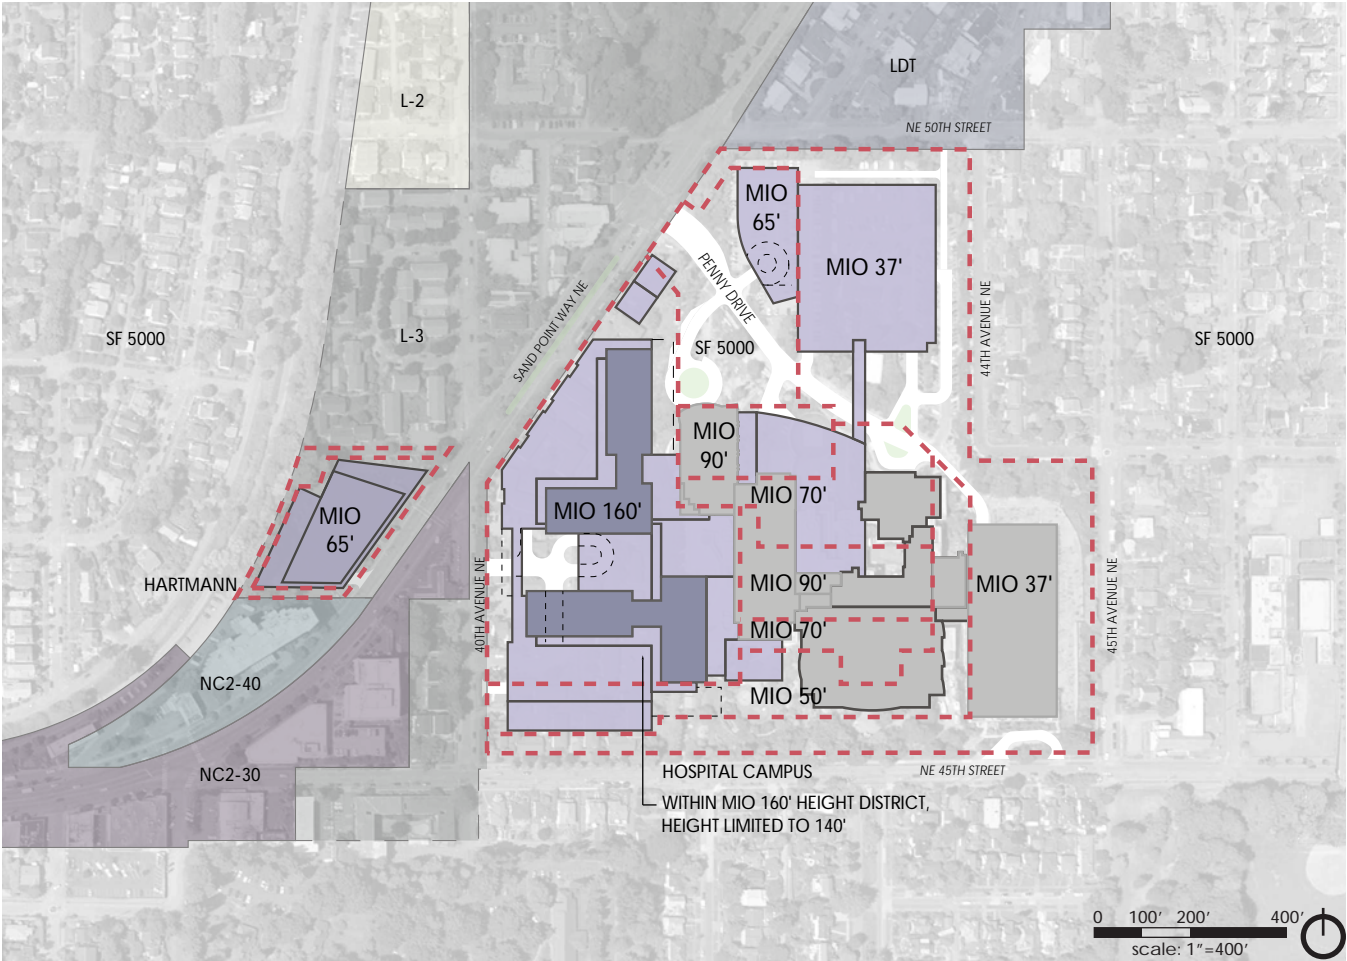 LDT
L-2
NE 50TH STREET
MIO
65'
PENNY DRIVE
MIO 37'
SAND POINT WAY NE
44TH AVENUE NE
SF 5000
L-3
SF 5000
SF 5000
MIO
90'
MIO 70'
MIO 160'
MIO
65'
HARTMANN
40TH AVENUE NE
MIO 90'
MIO 37'
45TH AVENUE NE
MIO 70'
NC2-40
MIO 50'
NC2-30
HOSPITAL CAMPUS
NE 45TH STREET
WITHIN MIO 160' HEIGHT DISTRICT,
HEIGHT LIMITED TO 140'
0 100' 200' 400'
scale: 1"=400'